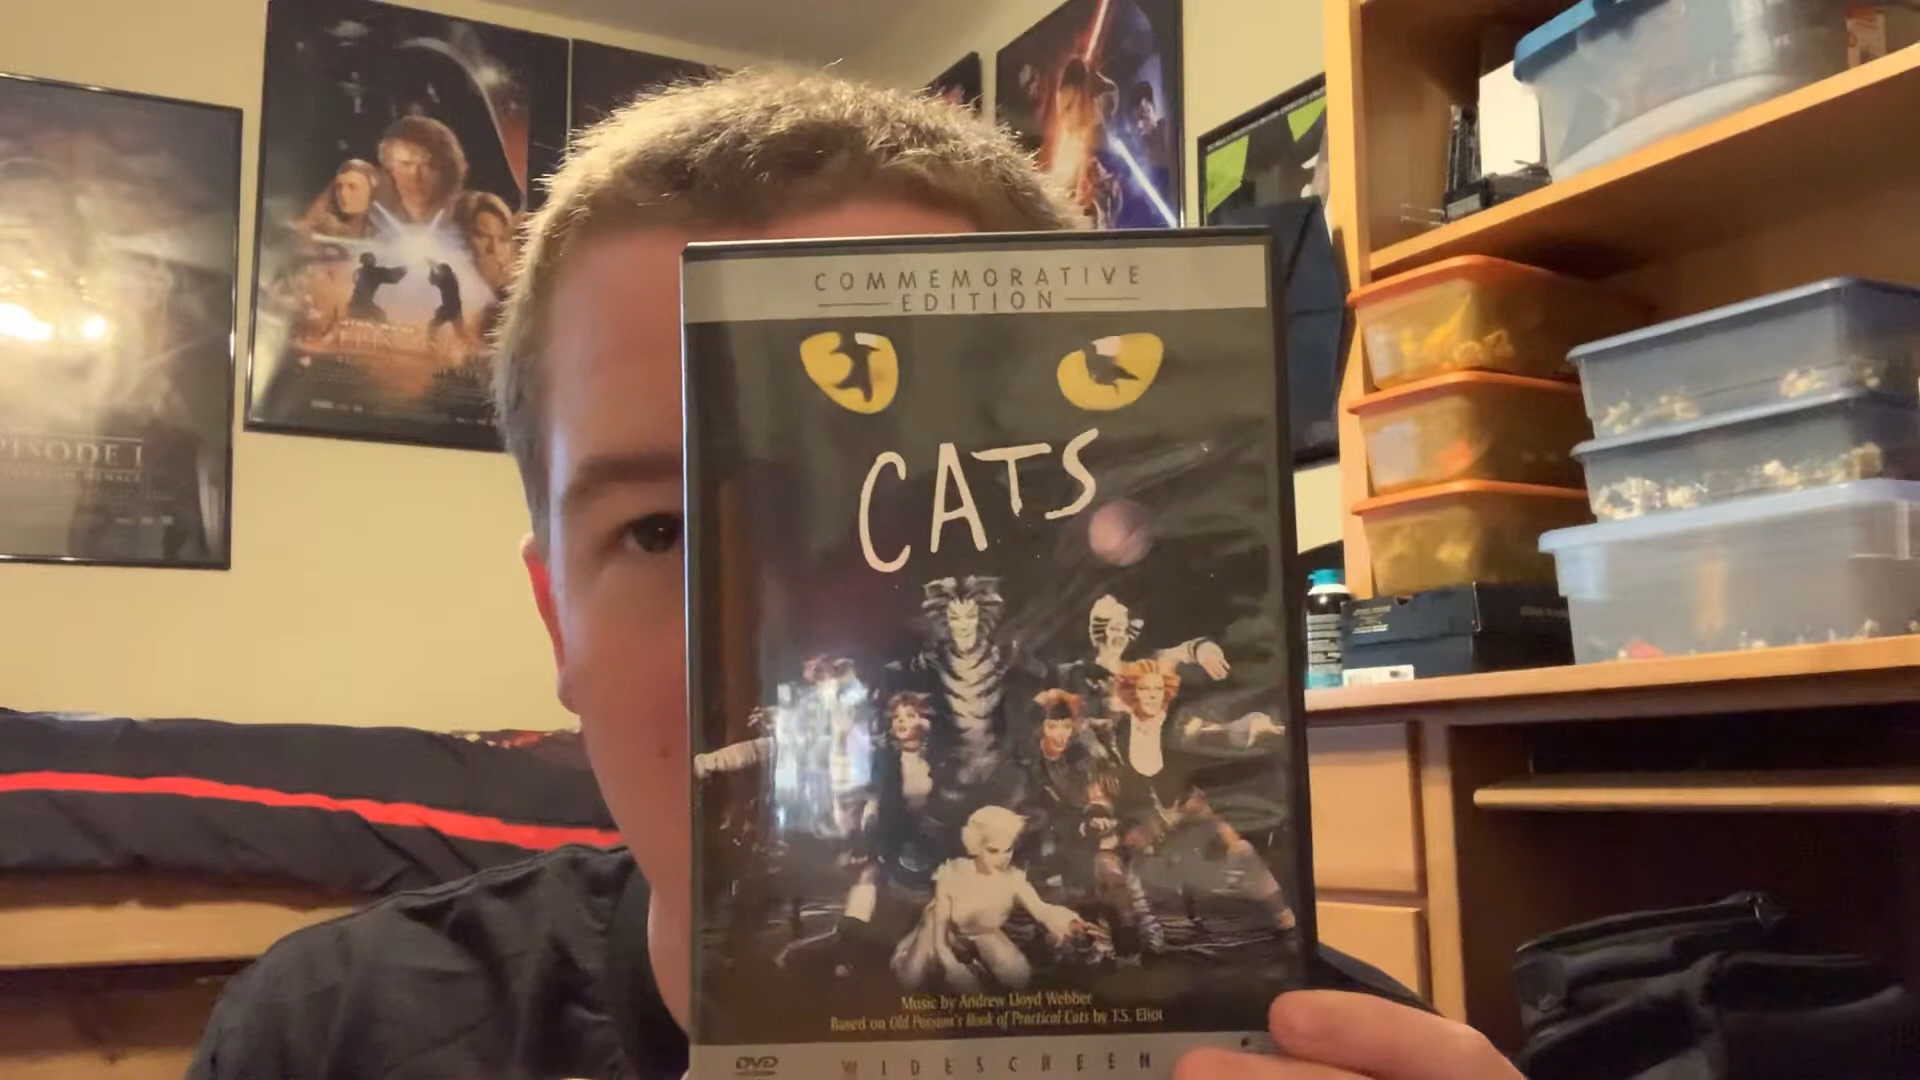 COMMEMORATIVE
EDITION
CATS
Music by Andrew Lloyd Webber
Based on Old Possum's Book of Practical Cats by T.S. Eliot
DVD WIDESCREEN
EPISODE I